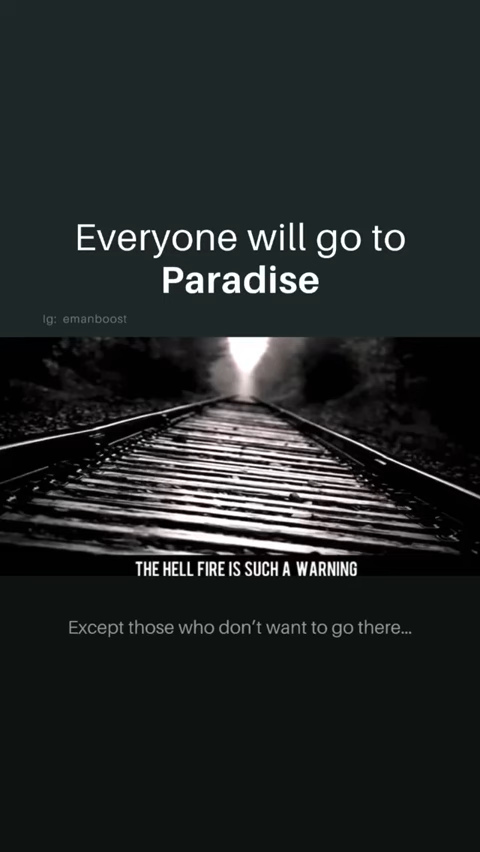 Everyone will go to
Paradise
Ig: emanboost
THE HELL FIRE IS SUCH A WARNING
Except those who don't want to go there...